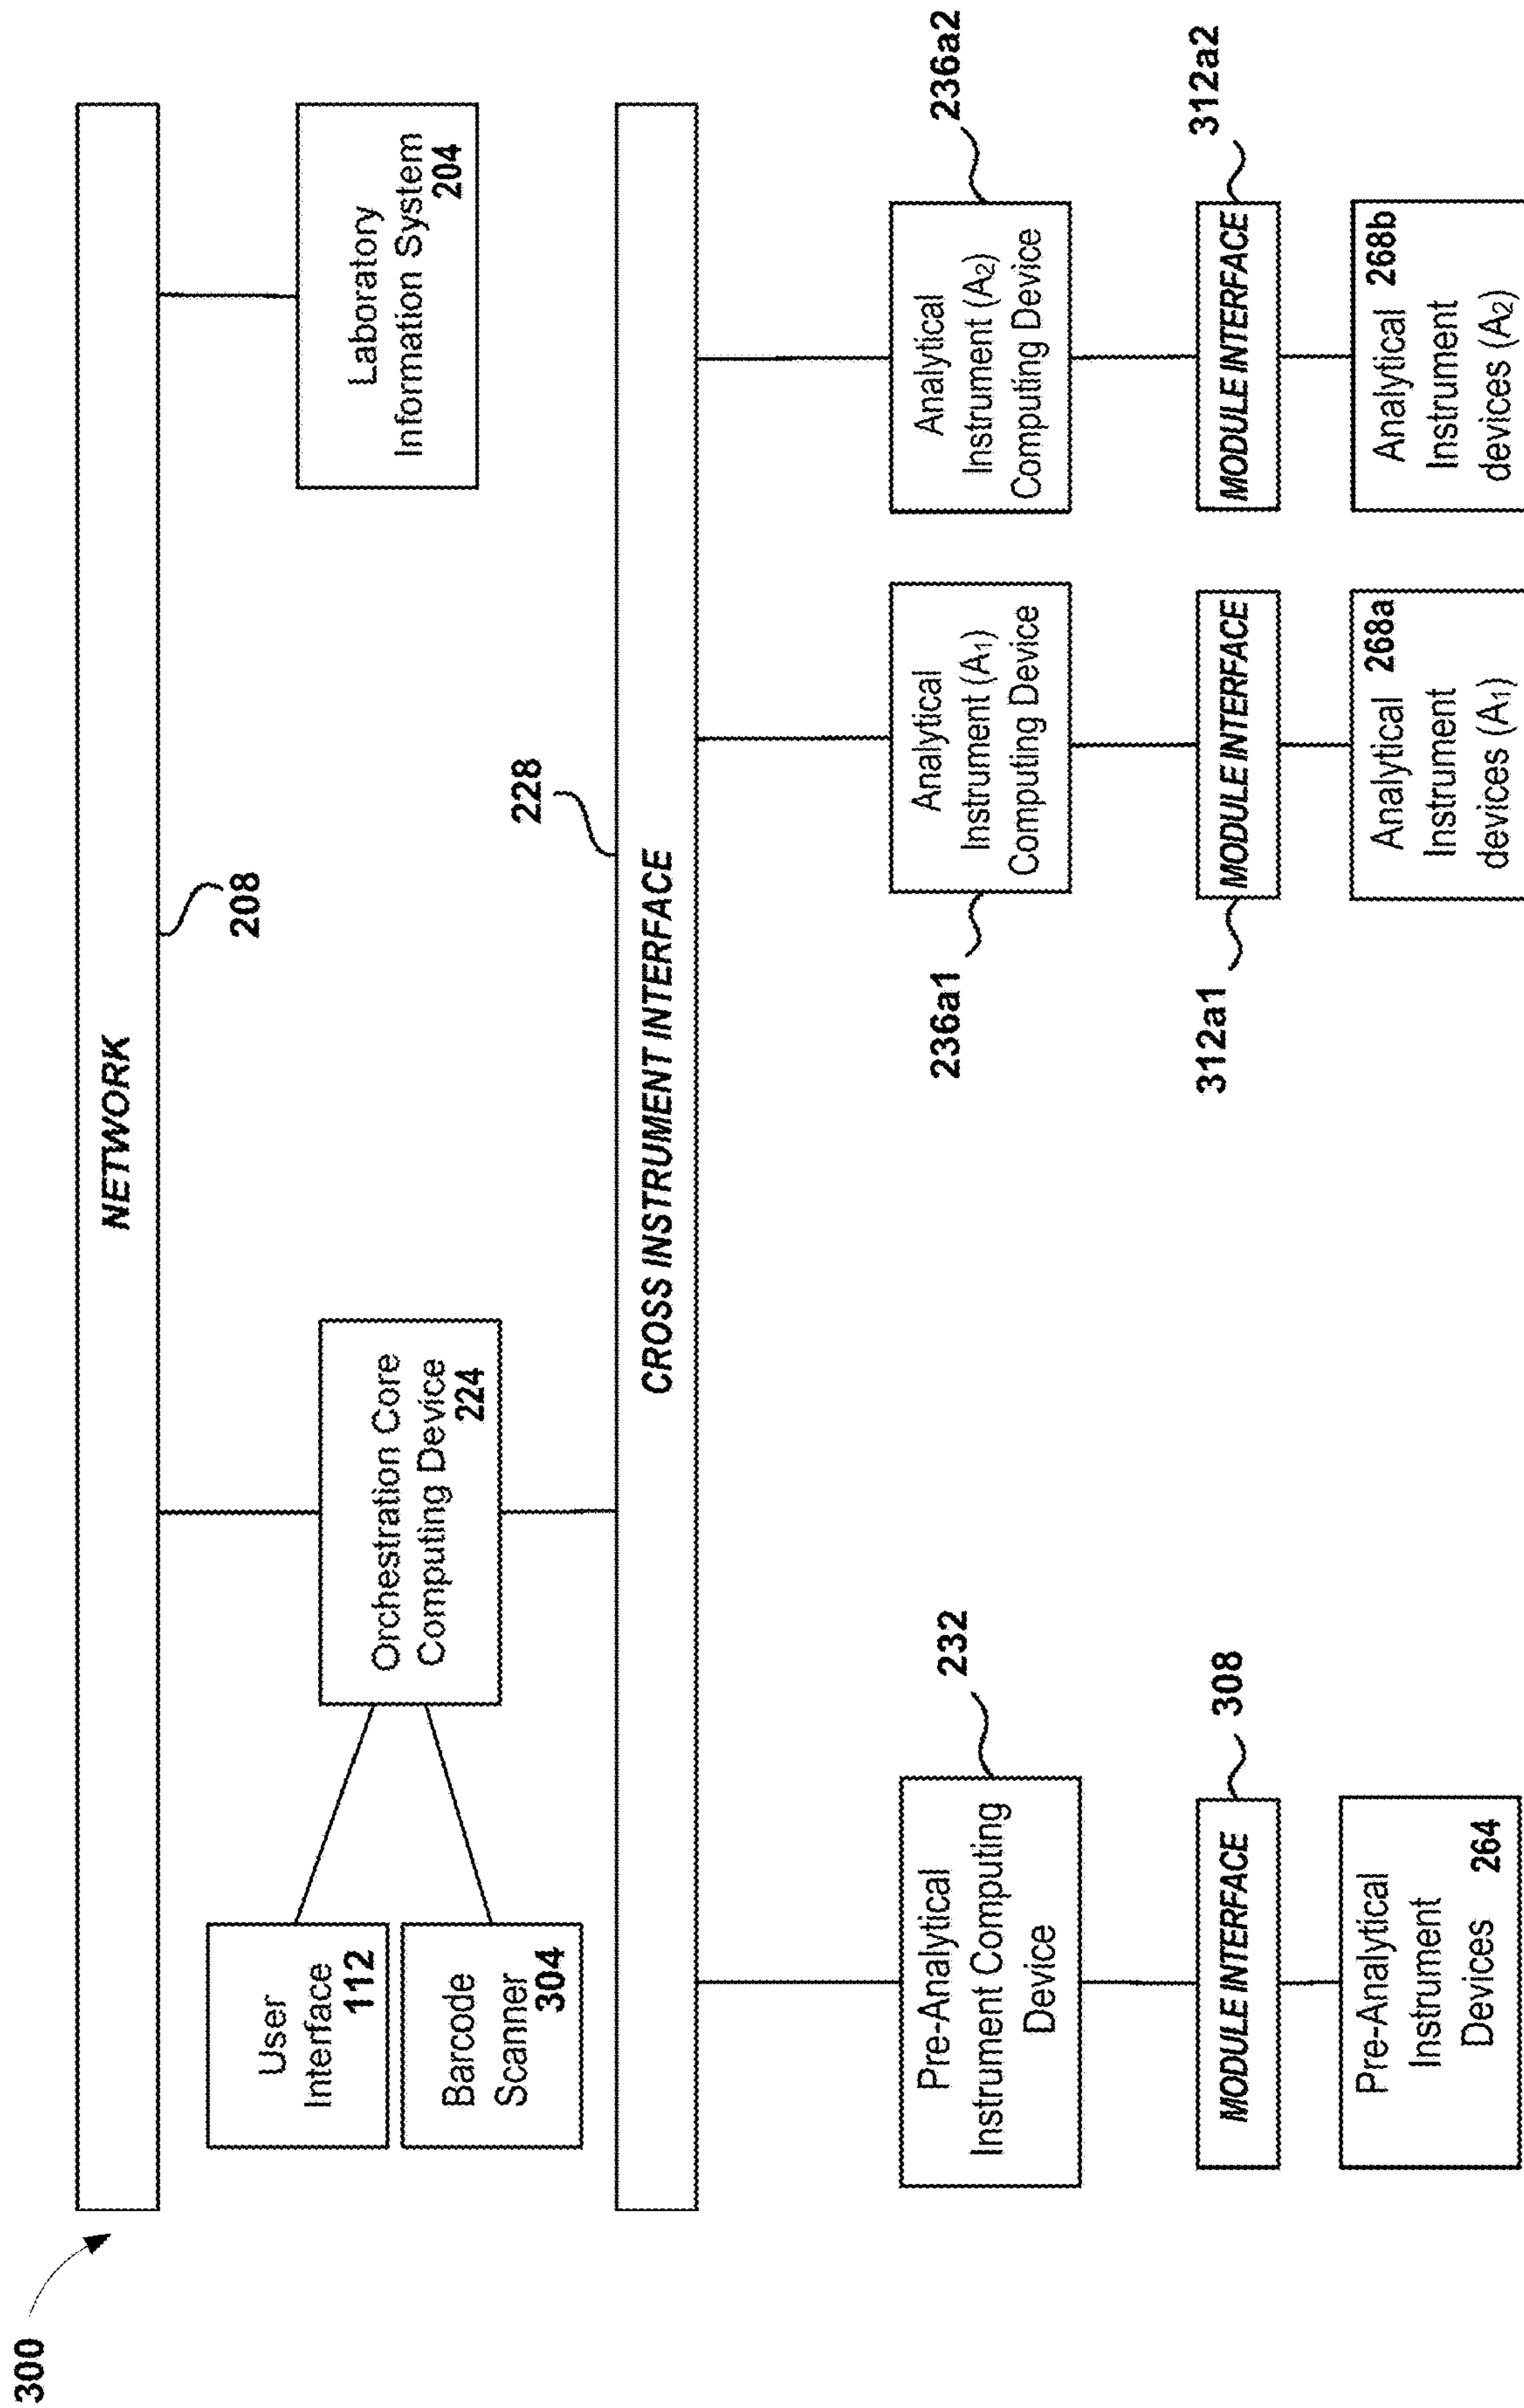 300
NETWORK
208
User
Interface
112
Barcode
Scanner
304
Orchestration Core
Computing Device
224
Laboratory
Information System
204
228
CROSS INSTRUMENT INTERFACE
Pre-Analytical
Instrument Computing
Device
232
236a1
Analytical
Instrument (A1)
Computing Device
Analytical
Instrument (A2)
Computing Device
236a2
MODULE INTERFACE
308
312a1
MODULE INTERFACE
MODULE INTERFACE
312a2
Pre-Analytical
Instrument
Devices 264
Analytical 268a
Instrument
devices (A1)
Analytical 268b
Instrument
devices (A2)